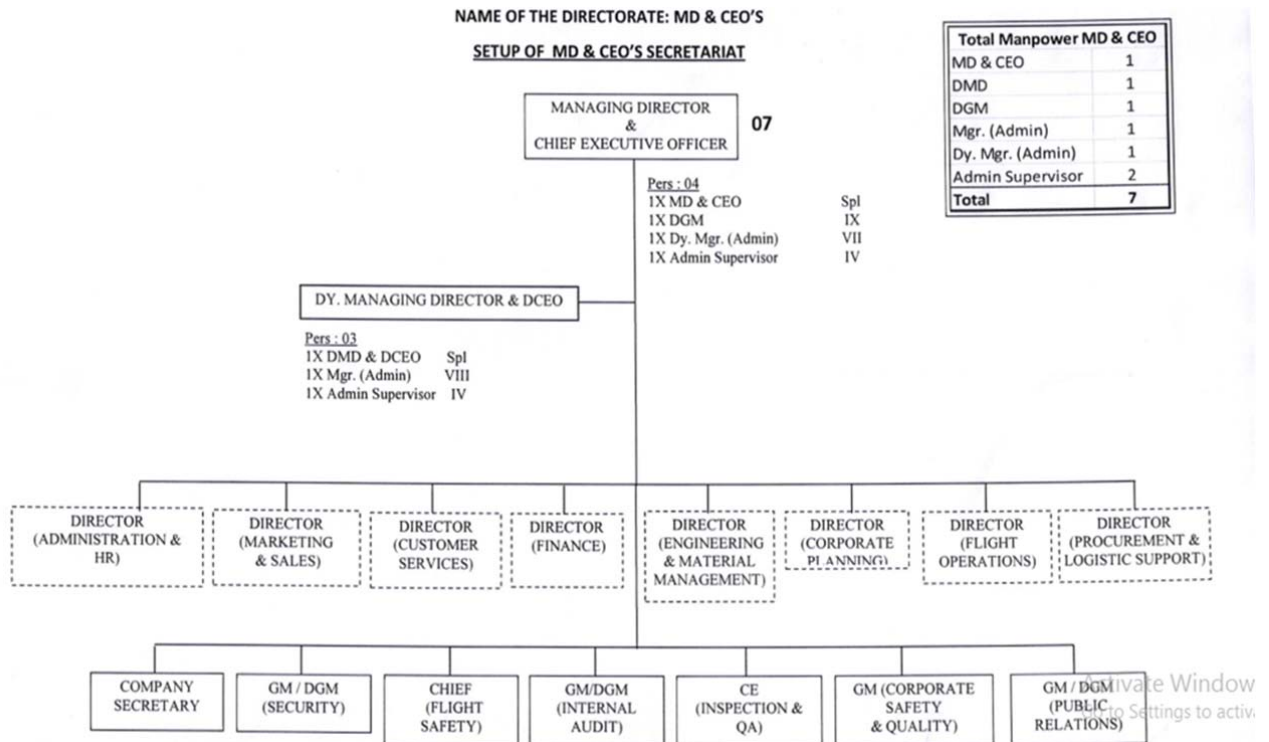 NAME OF THE DIRECTORATE: MD & CEO'S
SETUP OF MD & CEO'S SECRETARIAT
Total Manpower MD & CEO
MD & CEO 1
DMD 1
DGM 1
Mgr. (Admin) 1
Dy. Mgr. (Admin) 1
Admin Supervisor 2
Total 7
MANAGING DIRECTOR
&
CHIEF EXECUTIVE OFFICER
07
Pers : 04
1X MD & CEO Spl
1X DGM IX
1X Dy. Mgr. (Admin) VII
1X Admin Supervisor IV
DY. MANAGING DIRECTOR & DCEO
Pers : 03
1X DMD & DCEO Spl
1X Mgr. (Admin) VIII
1X Admin Supervisor IV
DIRECTOR
(ADMINISTRATION &
HR)
DIRECTOR
(MARKETING
& SALES)
DIRECTOR
(CUSTOMER
SERVICES)
DIRECTOR
(FINANCE)
DIRECTOR
(ENGINEERING
& MATERIAL
MANAGEMENT)
DIRECTOR
(CORPORATE
PLANNING)
DIRECTOR
(FLIGHT
OPERATIONS)
DIRECTOR
(PROCUREMENT &
LOGISTIC SUPPORT)
COMPANY
SECRETARY
GM / DGM
(SECURITY)
CHIEF
(FLIGHT
SAFETY)
GM/DGM
(INTERNAL
AUDIT)
CE
(INSPECTION &
QA)
GM (CORPORATE
SAFETY
& QUALITY)
GM / DGM
(PUBLIC
RELATIONS)
Activate Window
Go to Settings to activ